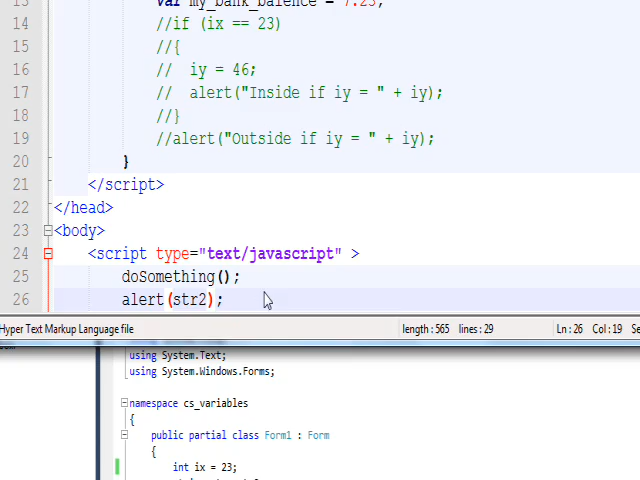 13 var my_bank_balence = 7.25;
14 //if (ix == 23)
15 //{
16 // iy = 46;
17 // alert("Inside if iy = " + iy);
18 //}
19 //alert("Outside if iy = " + iy);
20 }
21 </script>
22 </head>
23 <body>
24 <script type="text/javascript" >
25 doSomething();
26 alert(str2);
Hyper Text Markup Language file length : 565 lines : 29 Ln : 26 Col : 19
using System.Text;
using System.Windows.Forms;
namespace cs_variables
{
public partial class Form1 : Form
{
int ix = 23;